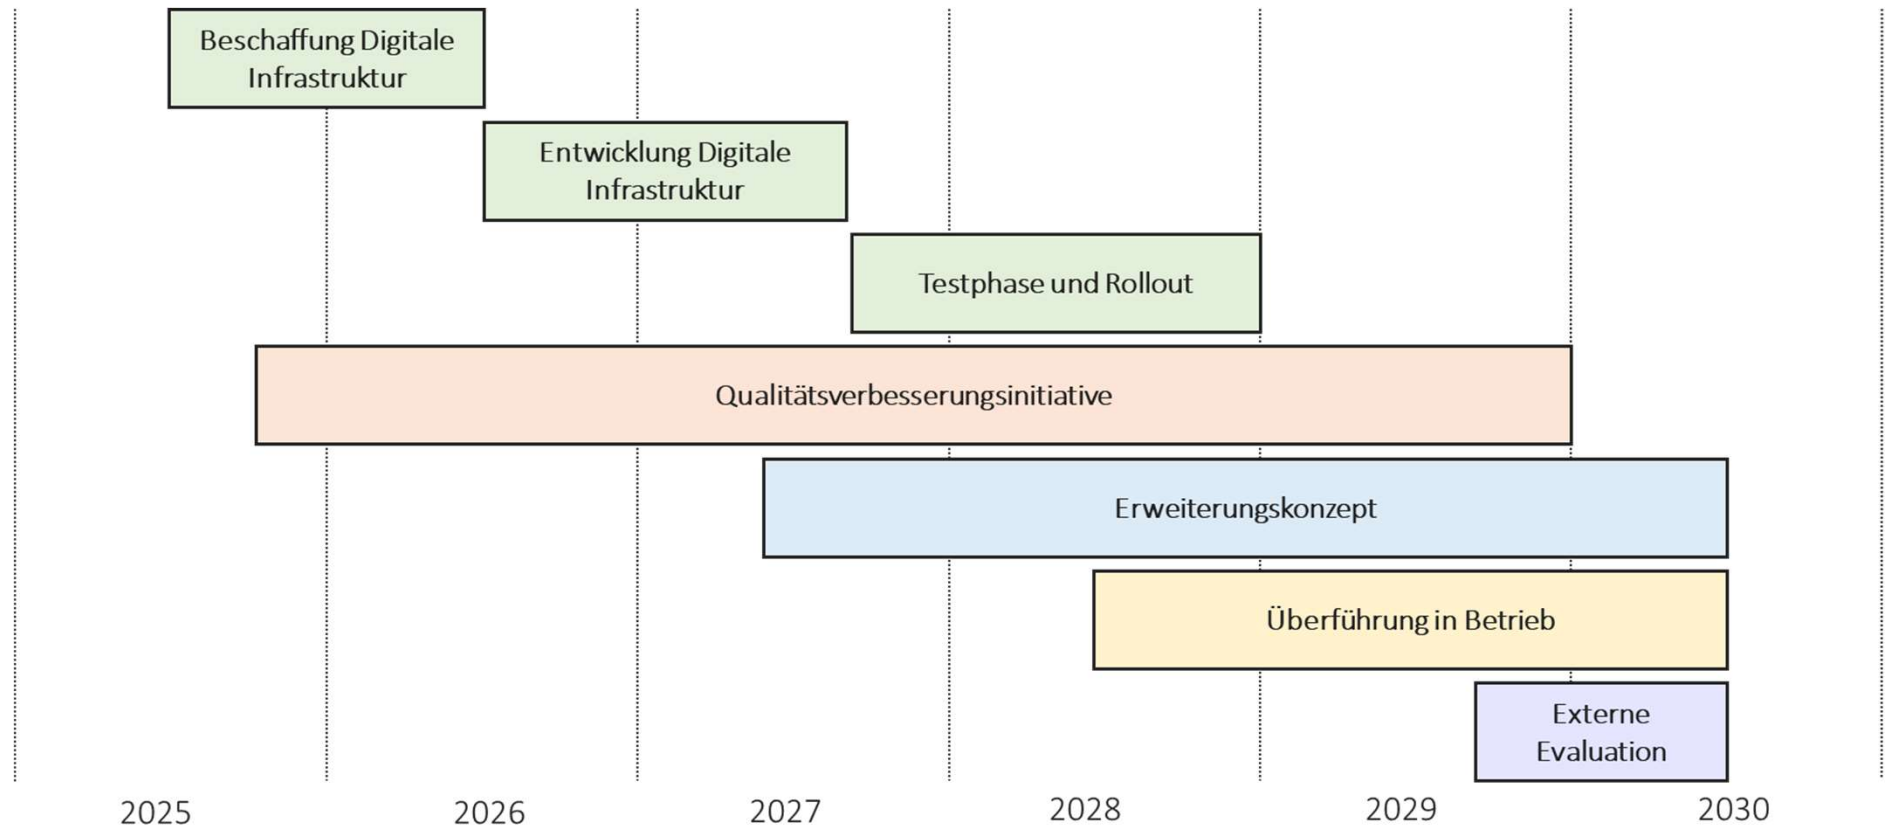 Beschaffung Digitale
Infrastruktur
Entwicklung Digitale
Infrastruktur
Testphase und Rollout
Qualitätsverbesserungsinitiative
Erweiterungskonzept
Überführung in Betrieb
Externe
Evaluation
2025 2026 2027 2028 2029 2030